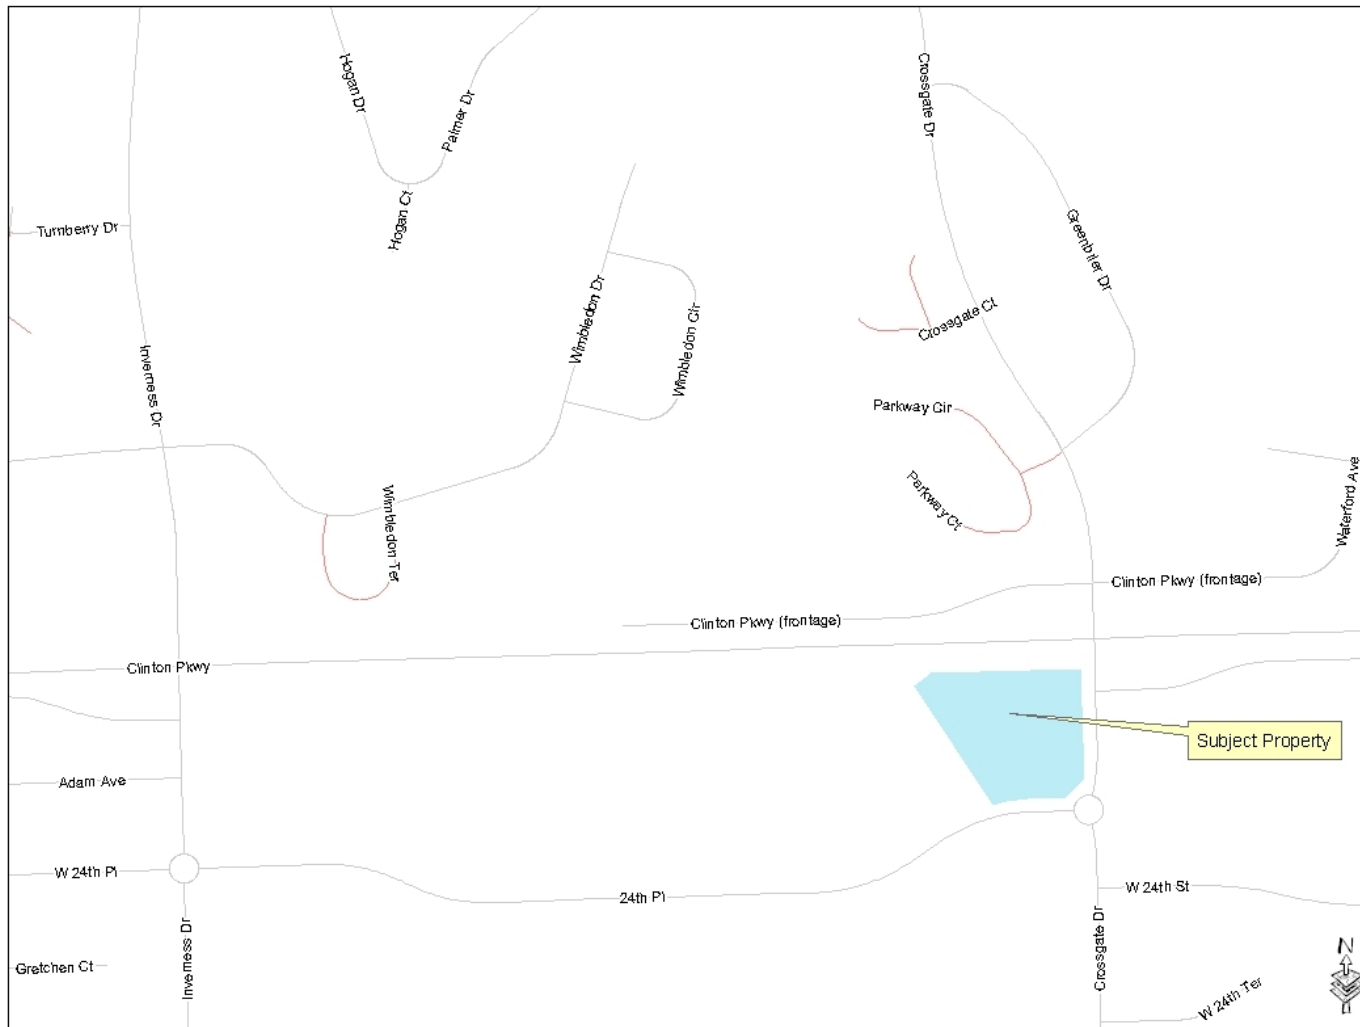 Hogan Dr
Palmer Dr
Crossgate Dr
Hogan Ct
Turnberry Dr
Greenbrier Dr
Wimbledon Dr
Wimbledon Cir
Crossgate Ct
Inverness Dr
Parkway Cir
Parkway Ct
Waterford Ave
Wimbledon Ter
Clinton Pkwy (frontage)
Clinton Pkwy (frontage)
Clinton Pkwy
Subject Property
Adam Ave
W 24th Pl
24th Pl
W 24th St
Inverness Dr
Crossgate Dr
Gretchen Ct
N
W 24th Ter